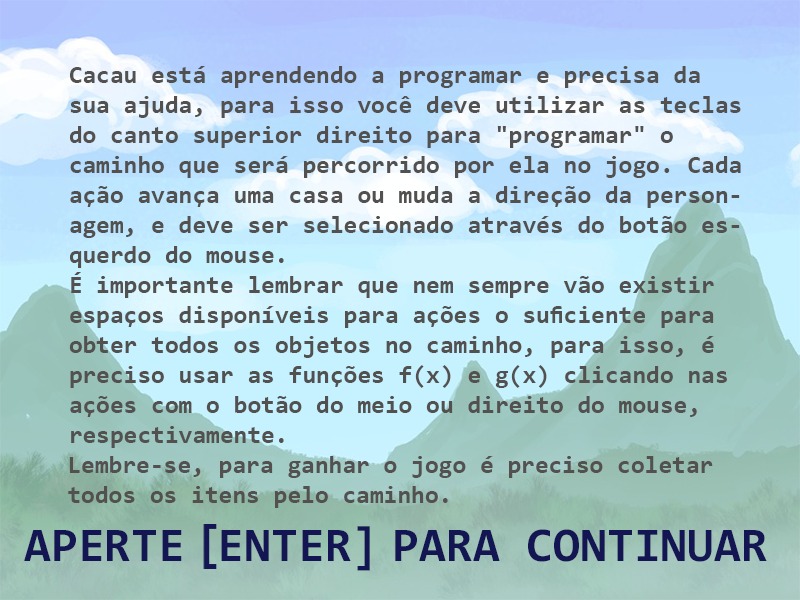 Cacau está aprendendo a programar e precisa da
sua ajuda, para isso você deve utilizar as teclas
do canto superior direito para "programar" o
caminho que será percorrido por ela no jogo. Cada
ação avança uma casa ou muda a direção da person-
agem, e deve ser selecionado através do botão es-
querdo do mouse.
É importante lembrar que nem sempre vão existir
espaços disponíveis para ações o suficiente para
obter todos os objetos no caminho, para isso, é
preciso usar as funções f(x) e g(x) clicando nas
ações com o botão do meio ou direito do mouse,
respectivamente.
Lembre-se, para ganhar o jogo é preciso coletar
todos os itens pelo caminho.
APERTE [ENTER] PARA CONTINUAR